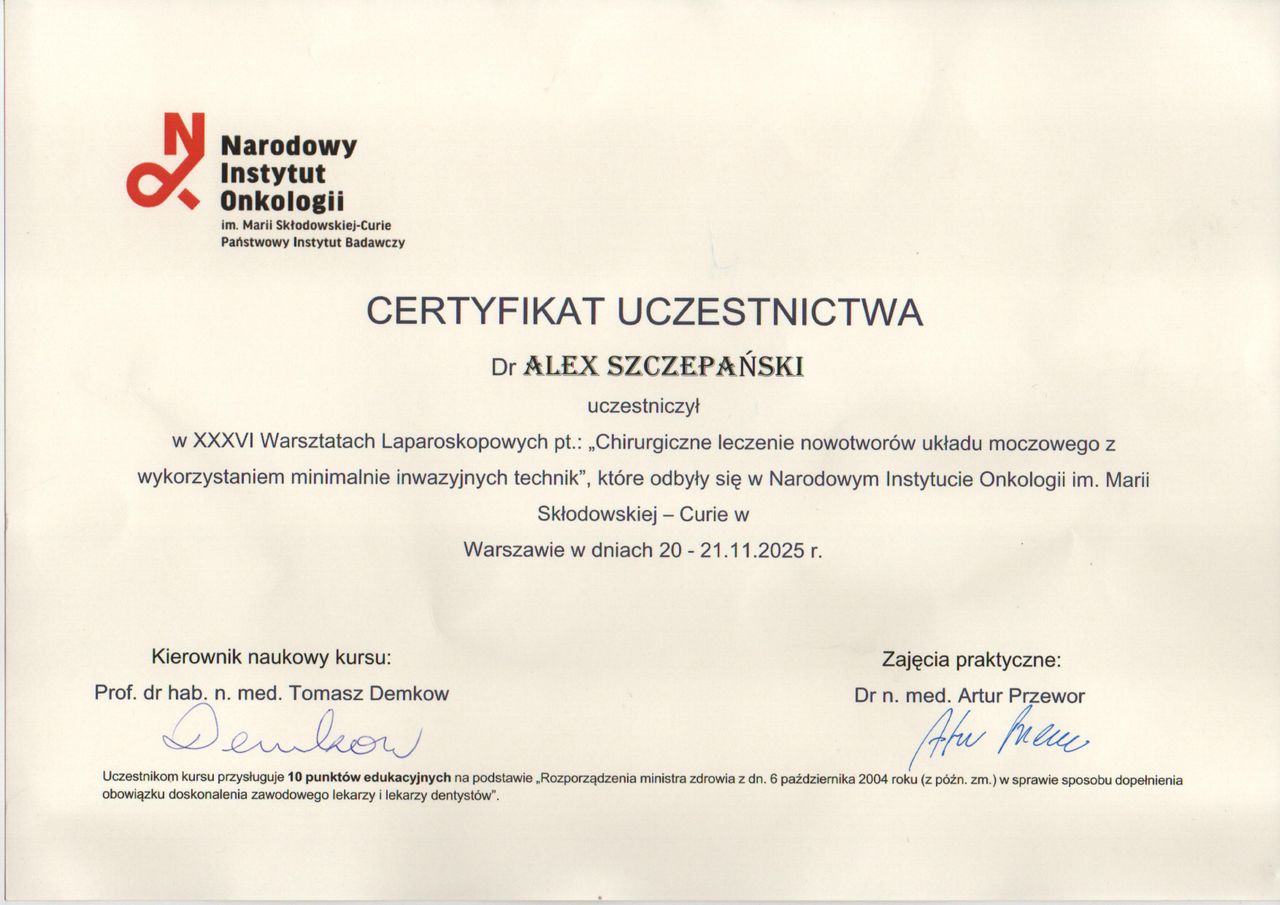 Narodowy
Instytut
Onkologii
im. Marii Skłodowskiej-Curie
Państwowy Instytut Badawczy
CERTYFIKAT UCZESTNICTWA
Dr ALEX SZCZEPAŃSKI
uczestniczył
w XXXVI Warsztatach Laparoskopowych pt.: „Chirurgiczne leczenie nowotworów układu moczowego z
wykorzystaniem minimalnie inwazyjnych technik”, które odbyły się w Narodowym Instytucie Onkologii im. Marii
Skłodowskiej – Curie w
Warszawie w dniach 20 - 21.11.2025 r.
Kierownik naukowy kursu:
Prof. dr hab. n. med. Tomasz Demkow
Demkow
Zajęcia praktyczne:
Dr n. med. Artur Przewor
Uczestnikom kursu przysługuje 10 punktów edukacyjnych na podstawie „Rozporządzenia ministra zdrowia z dn. 6 października 2004 roku (z późn. zm.) w sprawie sposobu dopełnienia
obowiązku doskonalenia zawodowego lekarzy i lekarzy dentystów”.